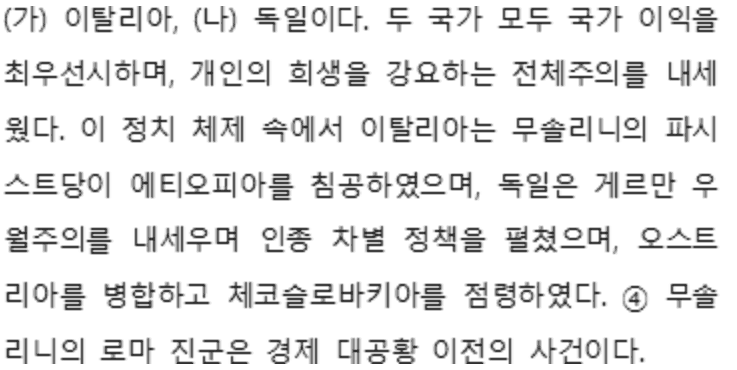 (가) 이탈리아, (나) 독일이다. 두 국가 모두 국가 이익을
최우선시하며, 개인의 희생을 강요하는 전체주의를 내세
웠다. 이 정치 체제 속에서 이탈리아는 무솔리니의 파시
스트당이 에티오피아를 침공하였으며, 독일은 게르만 우
월주의를 내세우며 인종 차별 정책을 펼쳤으며, 오스트
리아를 병합하고 체코슬로바키아를 점령하였다. ④ 무솔
리니의 로마 진군은 경제 대공황 이전의 사건이다.